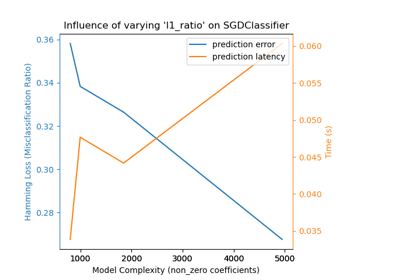 Influence of varying 'l1_ratio' on SGDClassifier
prediction error
prediction latency
0.36
0.34
0.32
0.30
0.28
Hamming Loss (Misclassification Ratio)
0.060
0.055
0.050
0.045
0.040
0.035
Time (s)
1000 2000 3000 4000 5000
Model Complexity (non_zero coefficients)